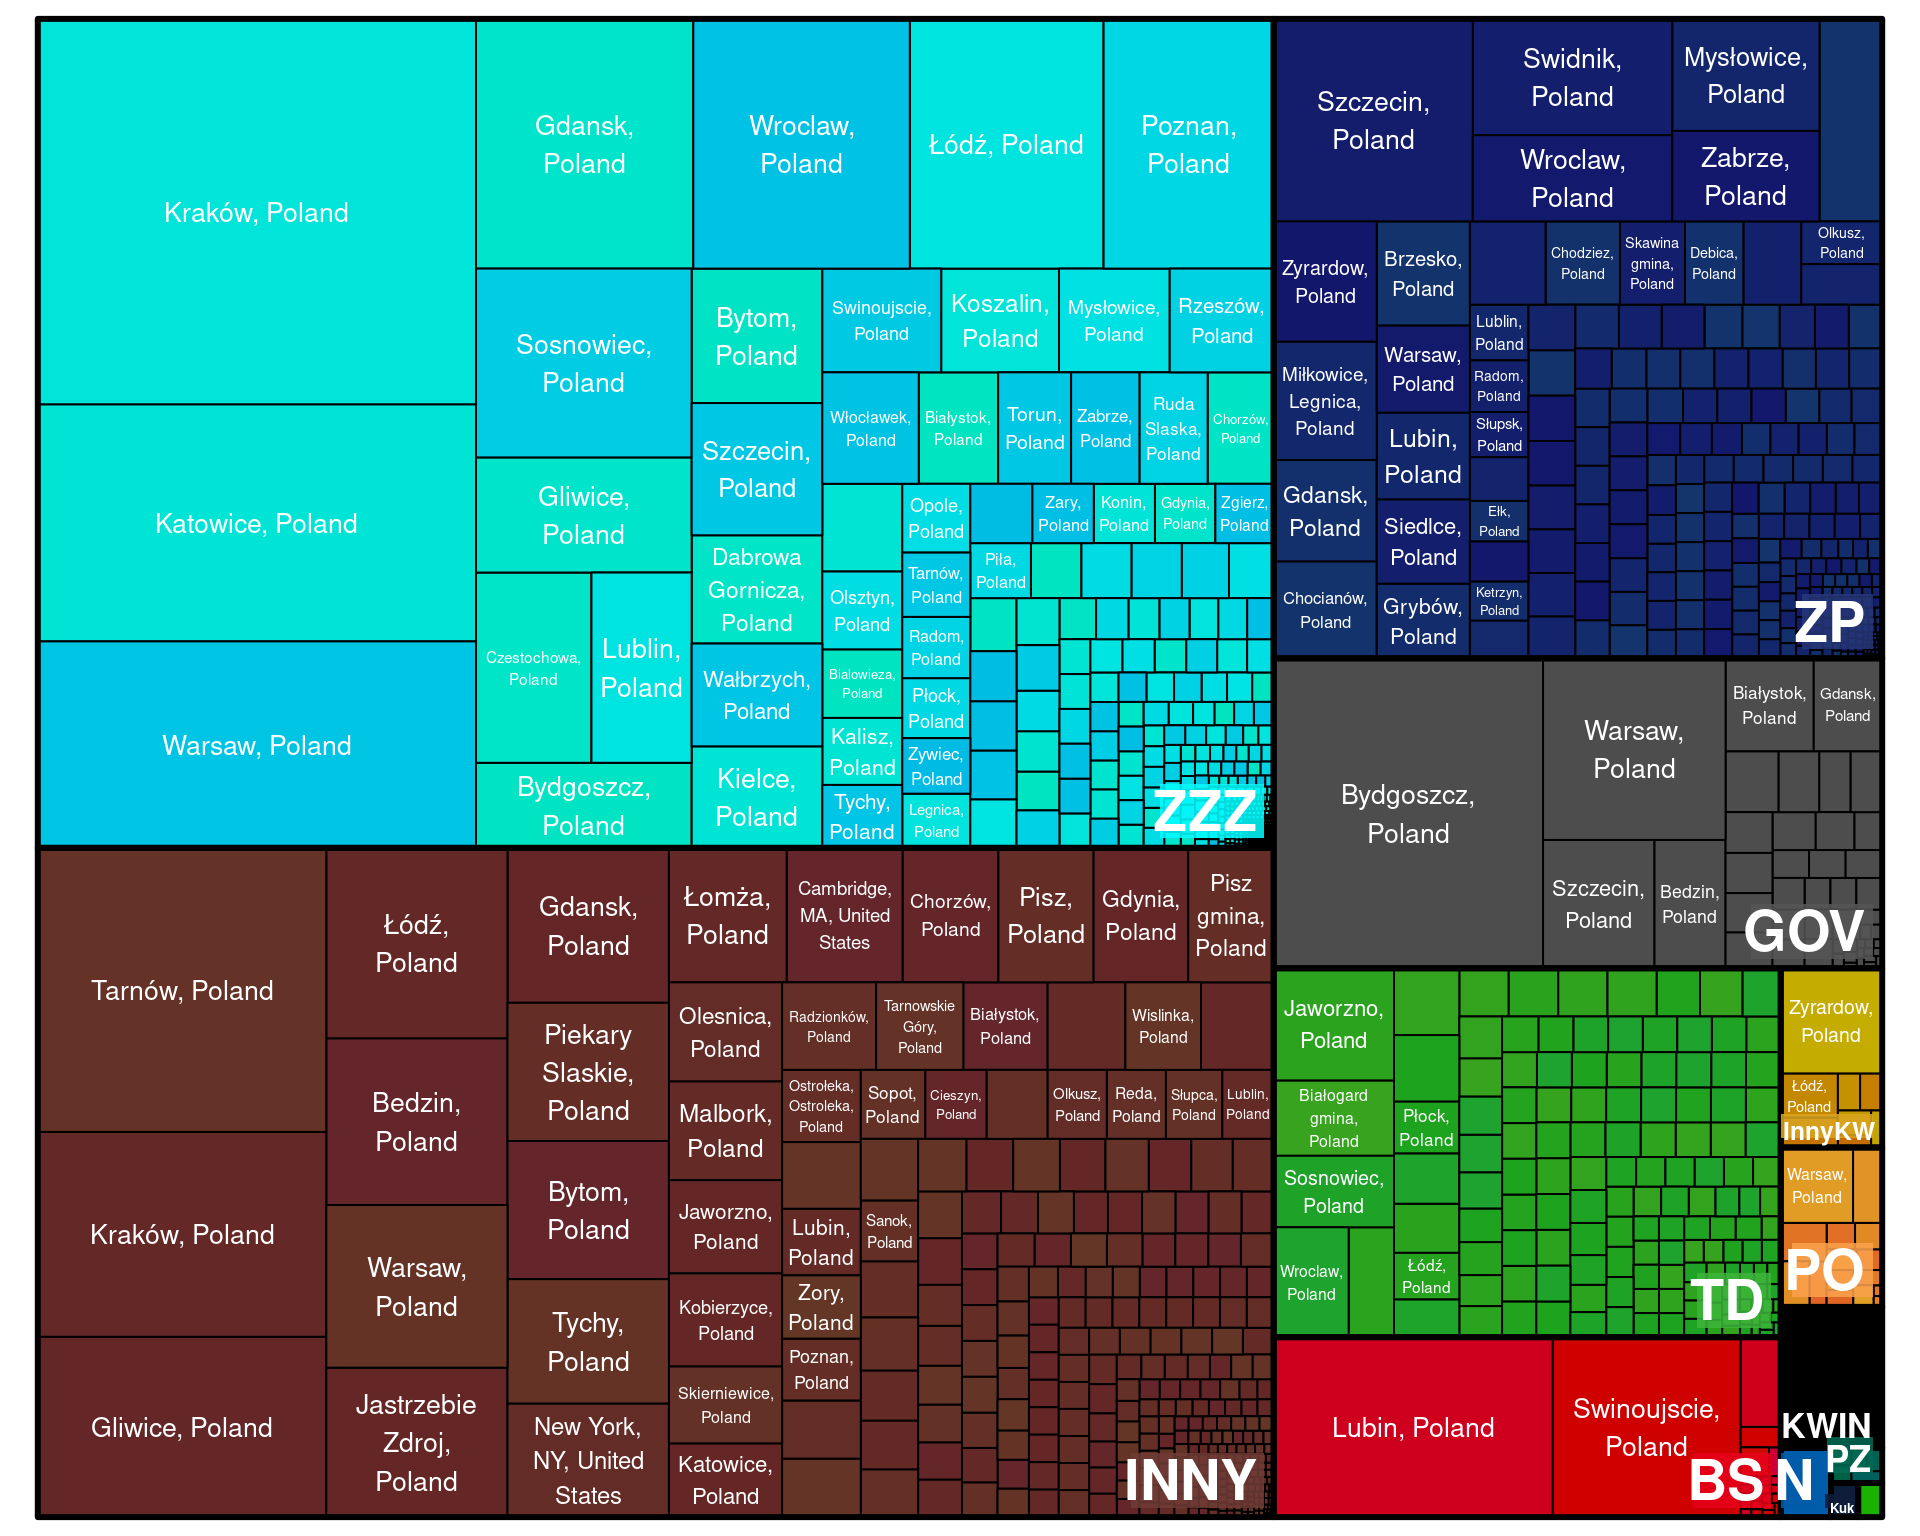 Kraków, Poland
Katowice, Poland
Warsaw, Poland
Gdansk,
Poland
Wroclaw,
Poland
Łódź, Poland
Poznan,
Poland
Sosnowiec,
Poland
Gliwice,
Poland
Czestochowa,
Poland
Lublin,
Poland
Bydgoszcz,
Poland
Bytom,
Poland
Szczecin,
Poland
Dabrowa
Gornicza,
Poland
Wałbrzych,
Poland
Kielce,
Poland
Swinoujscie,
Poland
Koszalin,
Poland
Mysłowice,
Poland
Rzeszów,
Poland
Włocławek,
Poland
Białystok,
Poland
Torun,
Poland
Zabrze,
Poland
Ruda
Slaska,
Poland
Chorzów,
Poland
Olsztyn,
Poland
Bialowieza,
Poland
Kalisz,
Poland
Tychy,
Poland
Opole,
Poland
Tarnów,
Poland
Radom,
Poland
Płock,
Poland
Zywiec,
Poland
Legnica,
Poland
Zary,
Poland
Konin,
Poland
Gdynia,
Poland
Zgierz,
Poland
Piła,
Poland
ZZZ
Szczecin,
Poland
Swidnik,
Poland
Wroclaw,
Poland
Mysłowice,
Poland
Zabrze,
Poland
Zyrardow,
Poland
Miłkowice,
Legnica,
Poland
Gdansk,
Poland
Chocianów,
Poland
Brzesko,
Poland
Warsaw,
Poland
Lubin,
Poland
Siedlce,
Poland
Grybów,
Poland
Chodziez,
Poland
Skawina
gmina,
Poland
Debica,
Poland
Olkusz,
Poland
Lublin,
Poland
Radom,
Poland
Słupsk,
Poland
Ełk,
Poland
Ketrzyn,
Poland
ZP
Bydgoszcz,
Poland
Warsaw,
Poland
Szczecin,
Poland
Bedzin,
Poland
Białystok,
Poland
Gdansk,
Poland
GOV
Tarnów, Poland
Kraków, Poland
Gliwice, Poland
Łódź,
Poland
Bedzin,
Poland
Warsaw,
Poland
Jastrzebie
Zdroj,
Poland
Gdansk,
Poland
Piekary
Slaskie,
Poland
Bytom,
Poland
Tychy,
Poland
New York,
NY, United
States
Łomża,
Poland
Cambridge,
MA, United
States
Chorzów,
Poland
Pisz,
Poland
Gdynia,
Poland
Pisz
gmina,
Poland
Olesnica,
Poland
Malbork,
Poland
Jaworzno,
Poland
Kobierzyce,
Poland
Skierniewice,
Poland
Katowice,
Poland
Radzionków,
Poland
Tarnowskie
Góry,
Poland
Białystok,
Poland
Wislinka,
Poland
Ostrołeka,
Ostroleka,
Poland
Sopot,
Poland
Cieszyn,
Poland
Olkusz,
Poland
Reda,
Poland
Słupca,
Poland
Lublin,
Poland
Lubin,
Poland
Zory,
Poland
Poznan,
Poland
Sanok,
Poland
INNY
Jaworzno,
Poland
Białogard
gmina,
Poland
Sosnowiec,
Poland
Wroclaw,
Poland
Płock,
Poland
Łódź,
Poland
TD
Zyrardow,
Poland
Łódź,
Poland
InnyKW
Warsaw,
Poland
PO
Lubin, Poland
Swinoujscie,
Poland
BS
KWIN
PZ
N
Kuk